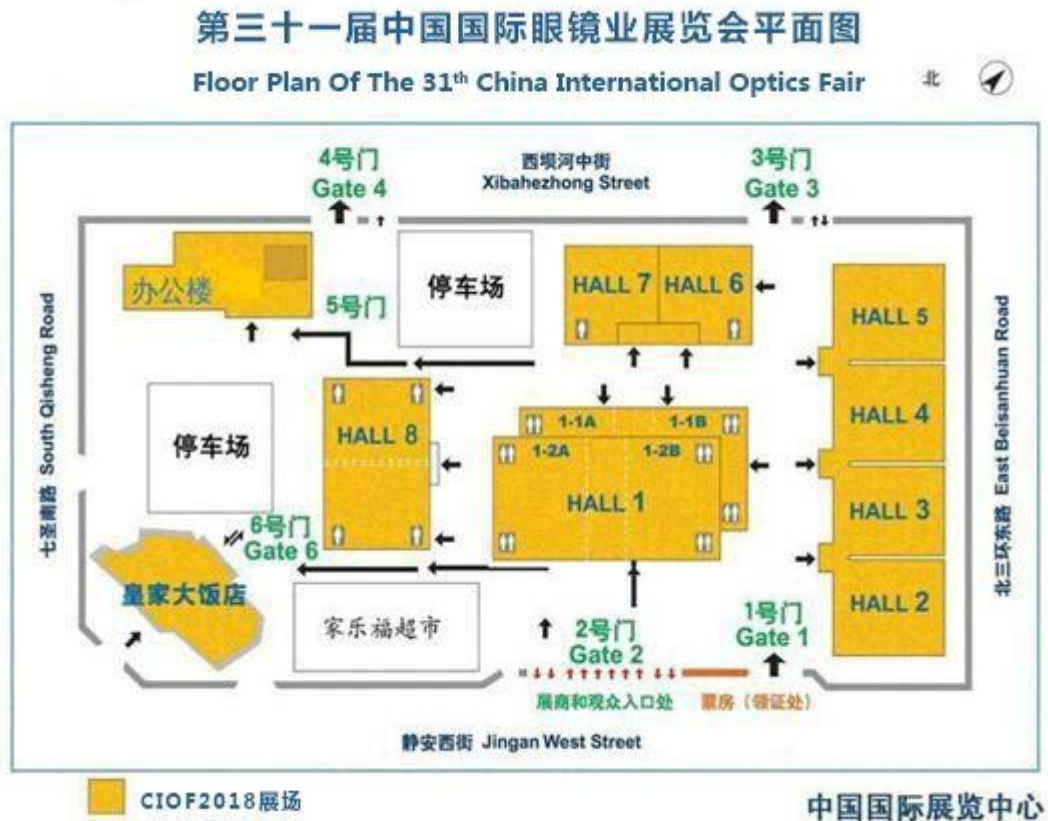 第三十一届中国国际眼镜业展览会平面图
Floor Plan Of The 31th China International Optics Fair
北
4号门
Gate 4
西坝河中街
Xibahezhong Street
3号门
Gate 3
办公楼
5号门
停车场
HALL 7
HALL 6
HALL 5
HALL 4
HALL 3
HALL 2
七圣南路 South Qisheng Road
北三环东路 East Beisanhuan Road
停车场
HALL 8
1-1A
1-1B
1-2A
1-2B
HALL 1
6号门
Gate 6
皇家大饭店
家乐福超市
2号门
Gate 2
1号门
Gate 1
展商和观众入口处
票房（领证处）
静安西街 Jingan West Street
CIOF2018展场
中国国际展览中心